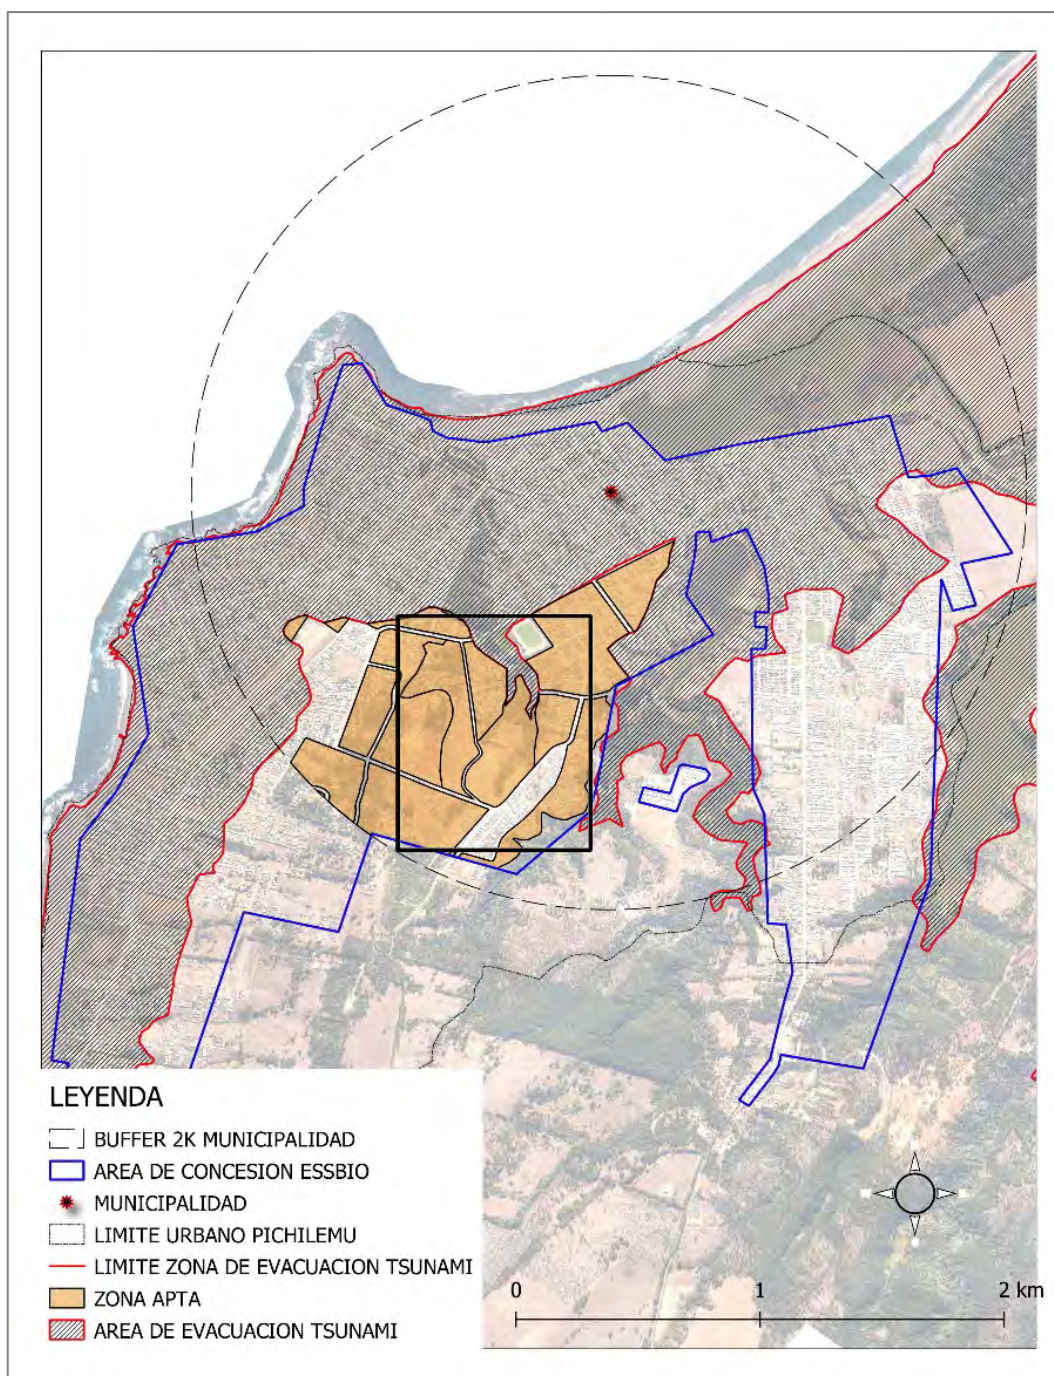 LEYENDA
BUFFER 2K MUNICIPALIDAD
AREA DE CONCESION ESSBIO
MUNICIPALIDAD
LIMITE URBANO PICHILEMU
LIMITE ZONA DE EVACUACION TSUNAMI
ZONA APTA
AREA DE EVACUACION TSUNAMI
0 1 2 km